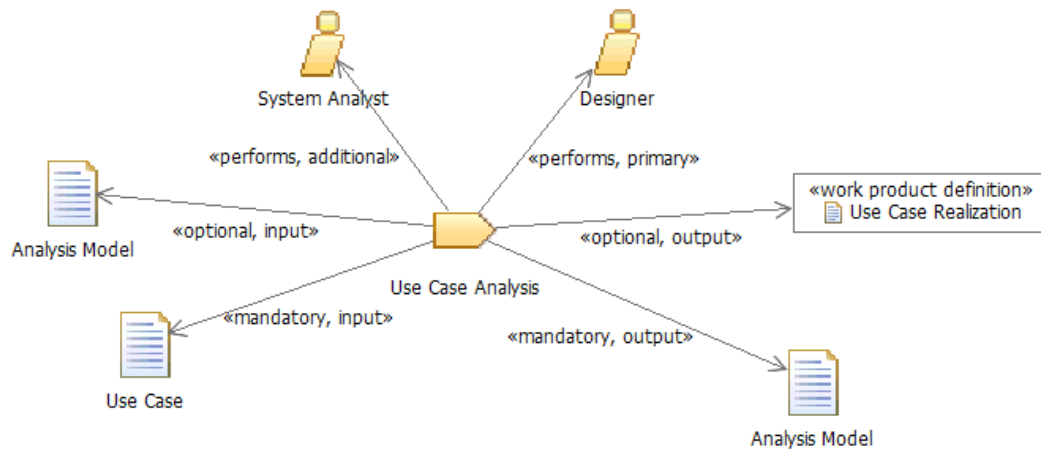 System Analyst
Designer
«performs, additional»
«performs, primary»
«work product definition»
Use Case Realization
«optional, input»
«optional, output»
Analysis Model
Use Case Analysis
«mandatory, input»
«mandatory, output»
Use Case
Analysis Model